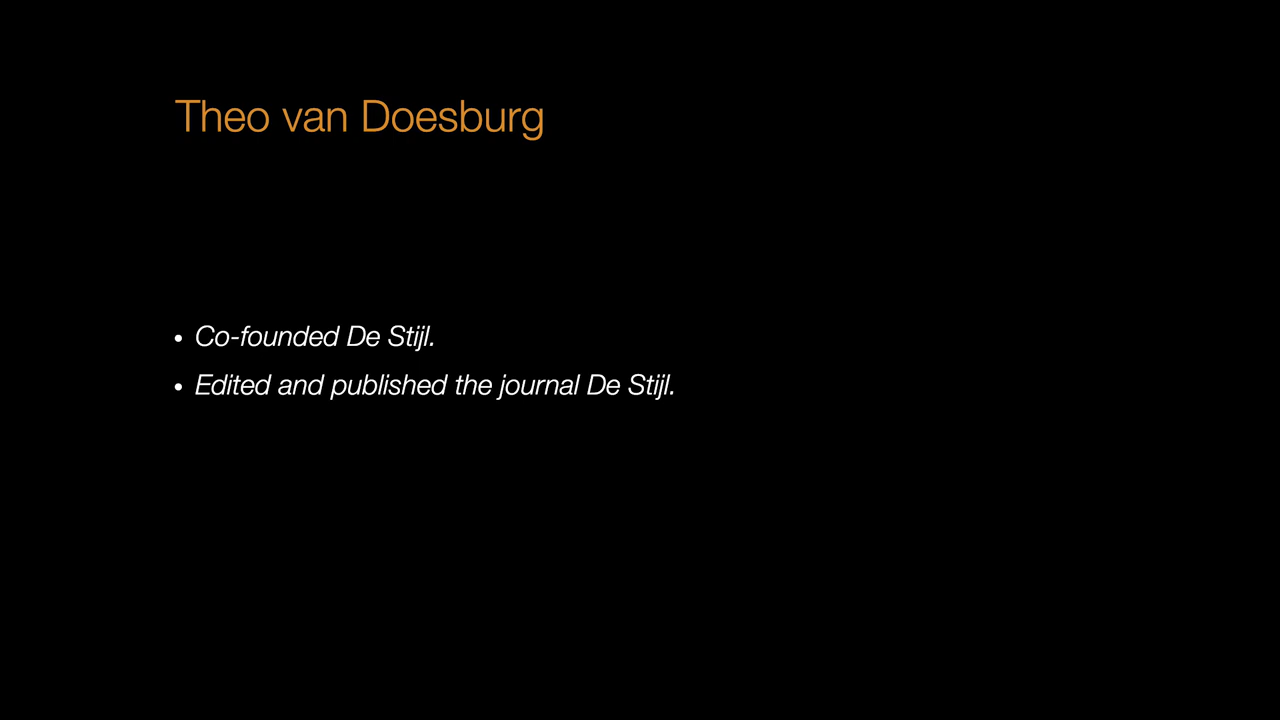 Theo van Doesburg
• Co-founded De Stijl.
• Edited and published the journal De Stijl.